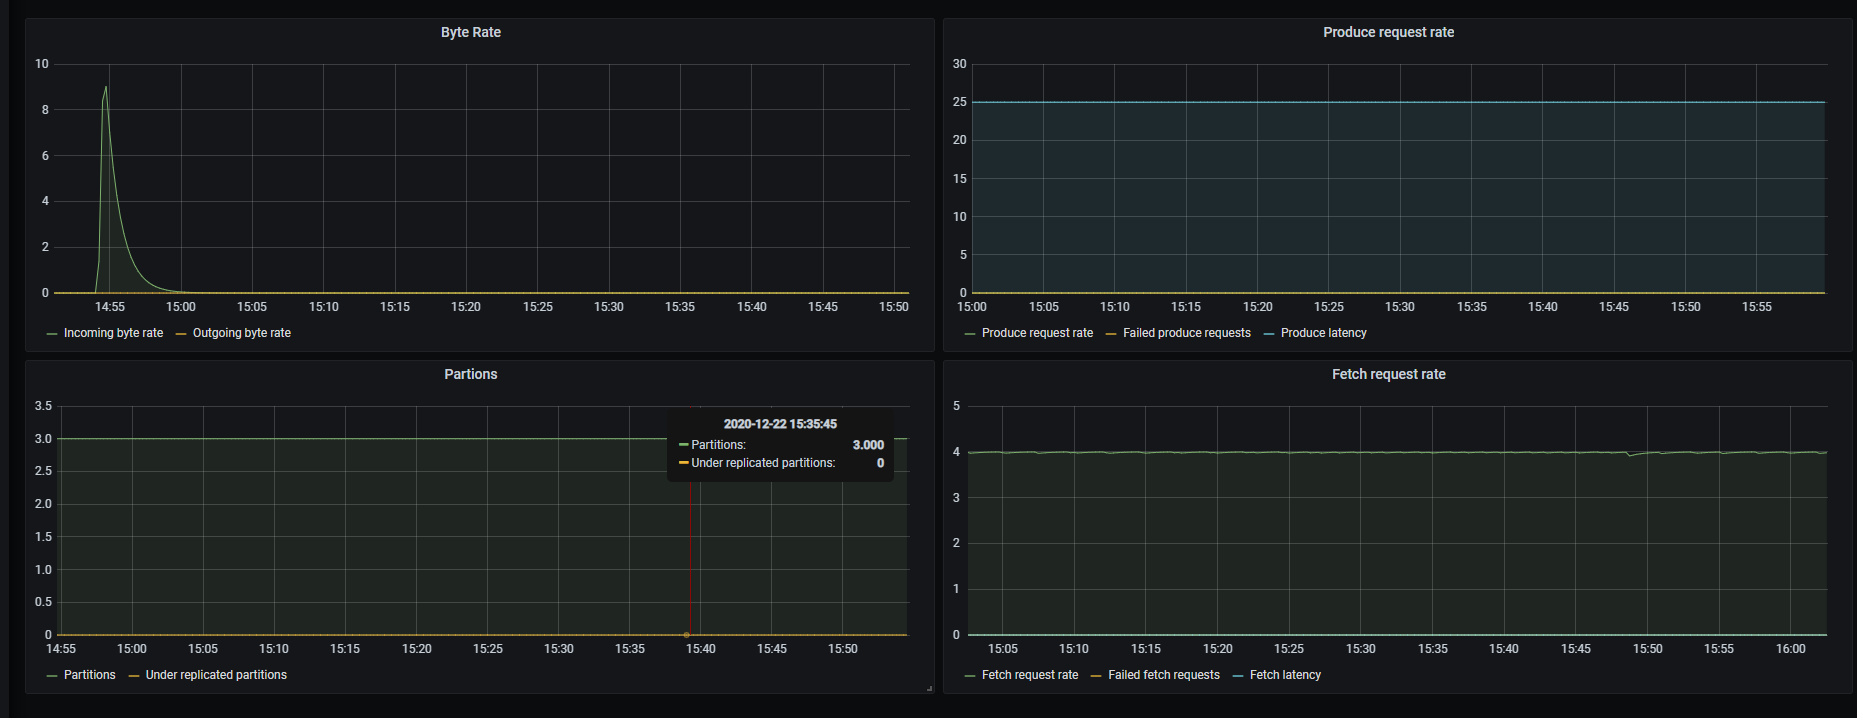 Byte Rate
10
8
6
4
2
0
14:55 15:00 15:05 15:10 15:15 15:20 15:25 15:30 15:35 15:40 15:45 15:50
Incoming byte rate Outgoing byte rate
Produce request rate
30
25
20
15
10
5
0
15:00 15:05 15:10 15:15 15:20 15:25 15:30 15:35 15:40 15:45 15:50 15:55
Produce request rate Failed produce requests Produce latency
Partions
3.5
3.0
2.5
2.0
1.5
1.0
0.5
0
2020-12-22 15:35:45
Partitions: 3.000
Under replicated partitions: 0
14:55 15:00 15:05 15:10 15:15 15:20 15:25 15:30 15:35 15:40 15:45 15:50
Partitions Under replicated partitions
Fetch request rate
5
4
3
2
1
0
15:05 15:10 15:15 15:20 15:25 15:30 15:35 15:40 15:45 15:50 15:55 16:00
Fetch request rate Failed fetch requests Fetch latency